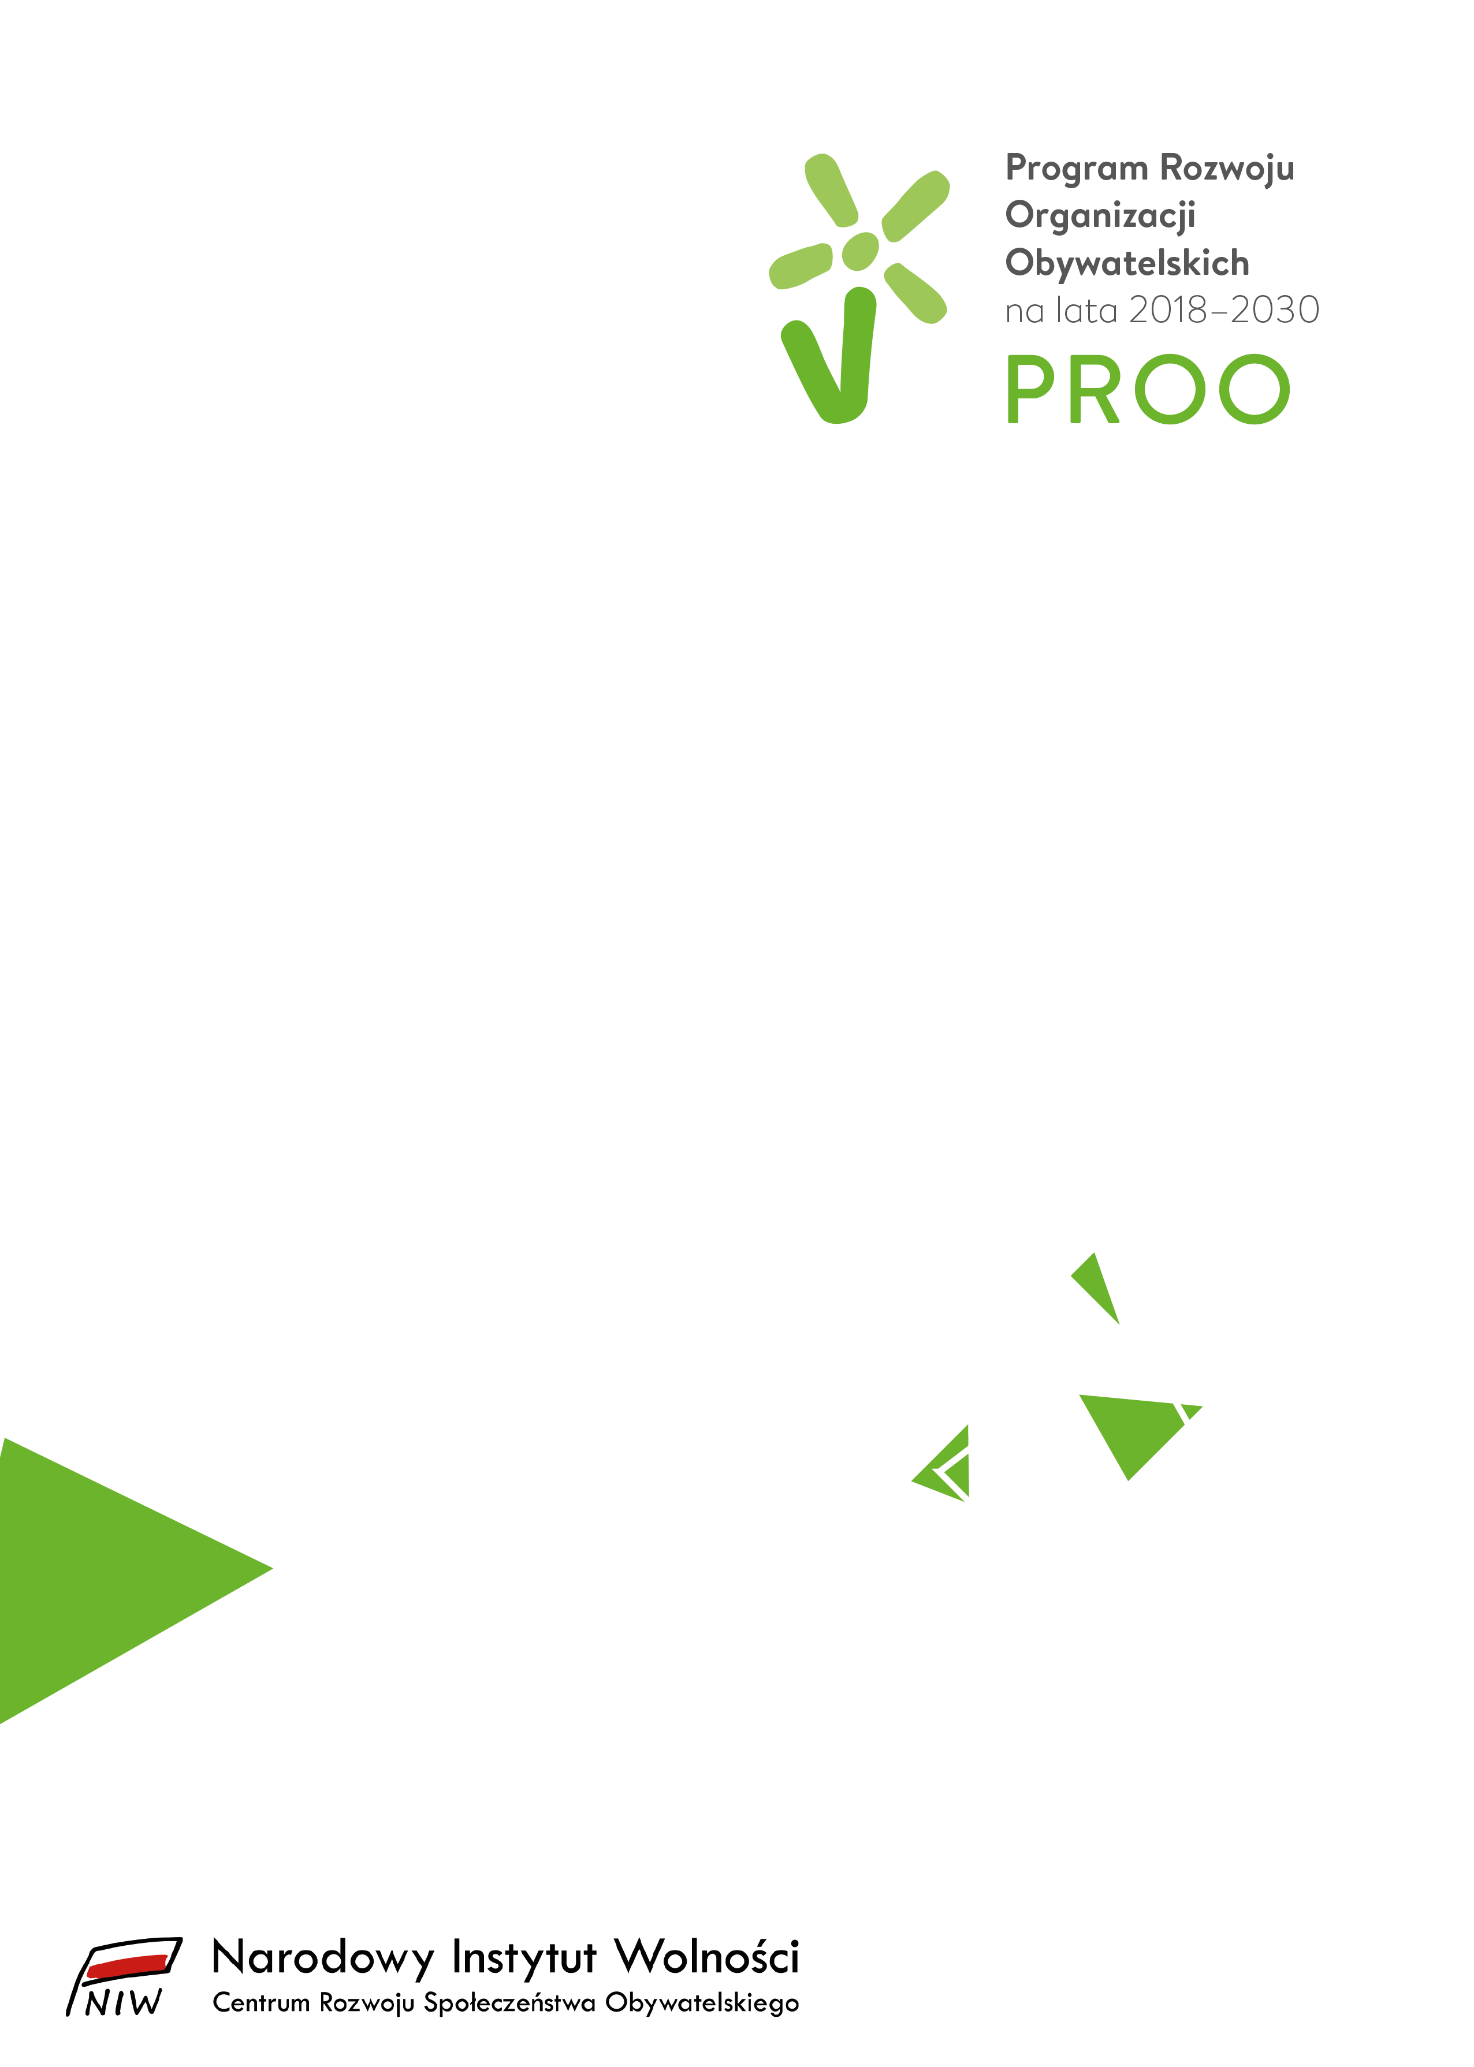 Program Rozwoju
Organizacji
Obywatelskich
na lata 2018–2030
PROO
NIW
Narodowy Instytut Wolności
Centrum Rozwoju Społeczeństwa Obywatelskiego